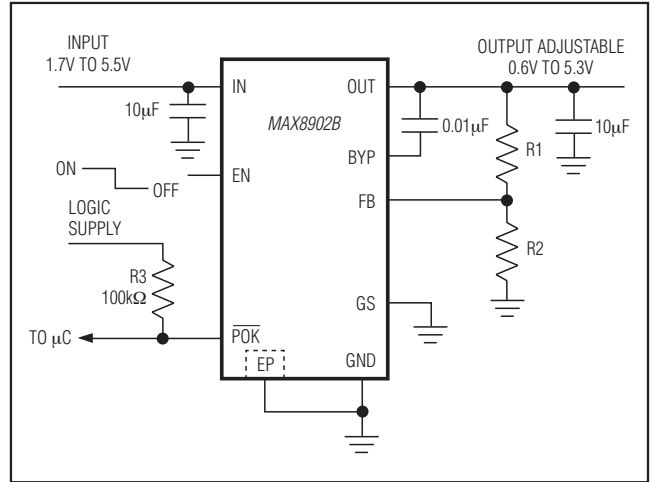 INPUT
1.7V TO 5.5V
OUTPUT ADJUSTABLE
0.6V TO 5.3V
IN
OUT
10μF
MAX8902B
0.01μF
10μF
R1
BYP
ON
OFF
EN
FB
LOGIC
SUPPLY
R2
R3
100kΩ
GS
TO μC
POK
EP
GND